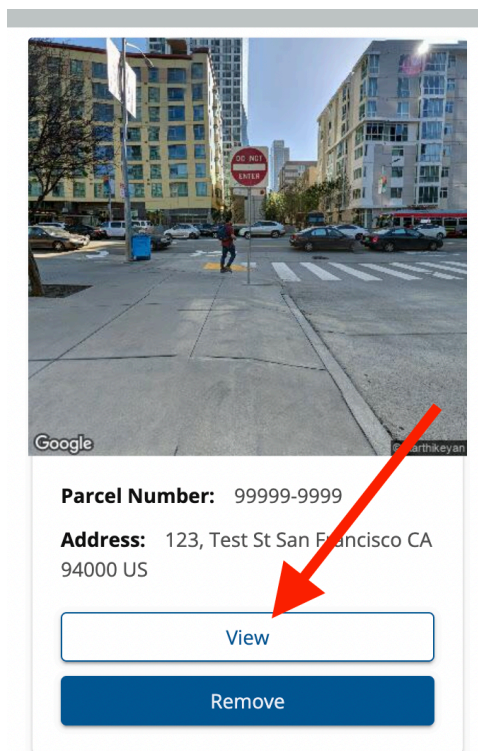 DO NOT
ENTER
Google
Parcel Number: 99999-9999
Address: 123, Test St San Francisco CA
94000 US
View
Remove